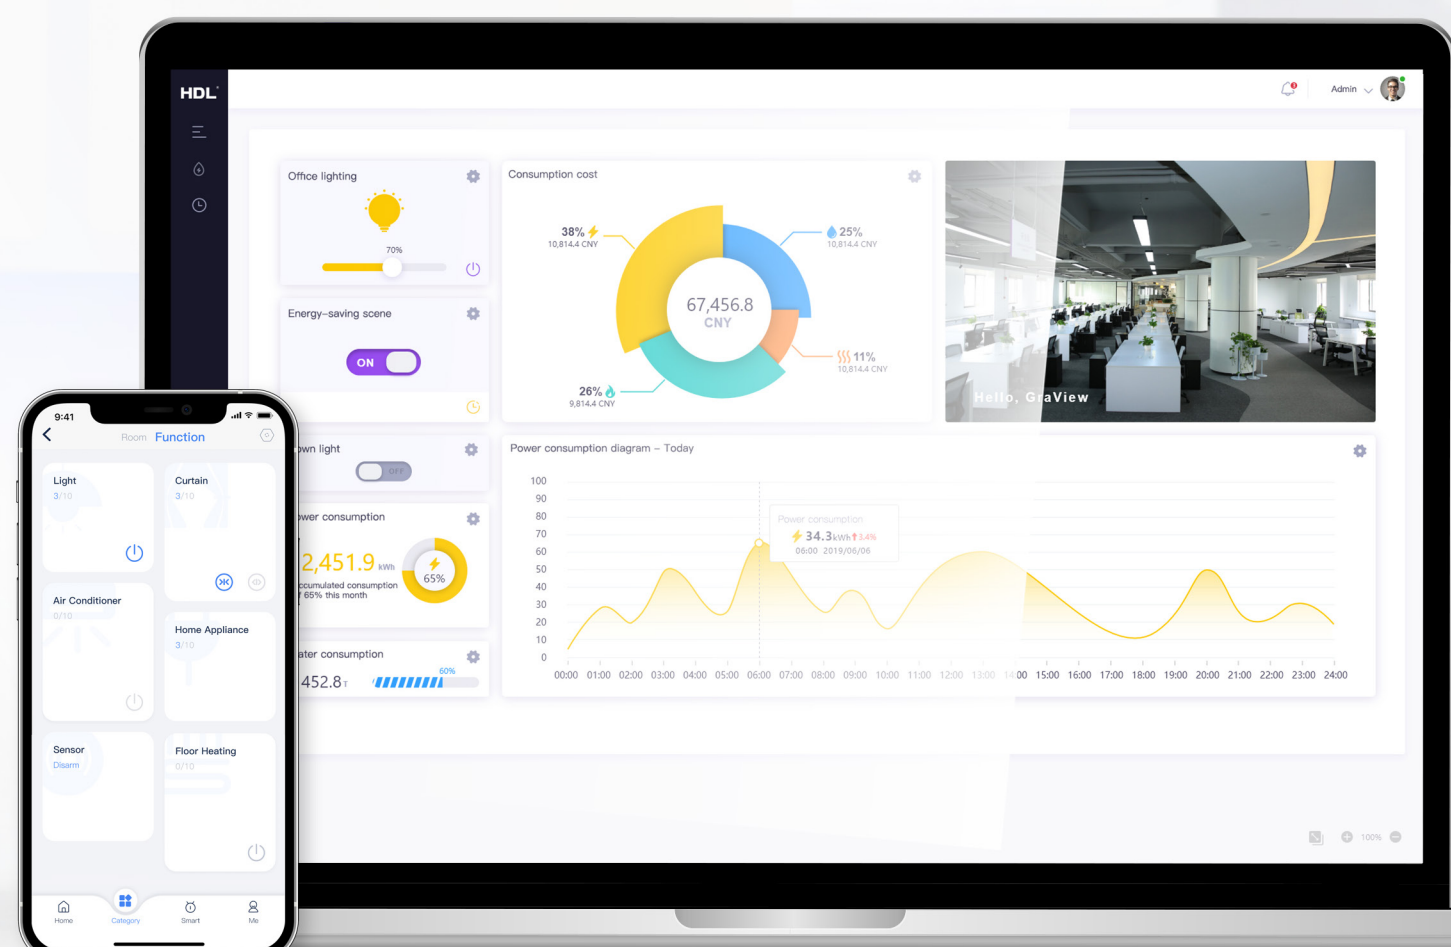 HDL
Admin
Office lighting
70%
Energy-saving scene
ON
own light
OFF
ower consumption
2,451.9 kWh
65%
ccumulated consumption
f 65% this month
ater consumption
60%
452.8 T
Consumption cost
38%
10,814.4 CNY
25%
10,814.4 CNY
67,456.8
CNY
11%
10,814.4 CNY
26%
9,814.4 CNY
Hello, GraView
Power consumption diagram – Today
100
90
80
70
60
50
40
30
20
10
0
Power consumption
34.3kWh 3.4%
06:00 2019/06/06
00:00 01:00 02:00 03:00 04:00 05:00 06:00 07:00 08:00 09:00 10:00 11:00 12:00 13:00 14:00 15:00 16:00 17:00 18:00 19:00 20:00 21:00 22:00 23:00 24:00
100%
9:41
Room Function
Light
3/10
Curtain
3/10
Air Conditioner
0/10
Home Appliance
3/10
Sensor
Disarm
Floor Heating
0/10
Home Category Smart Me